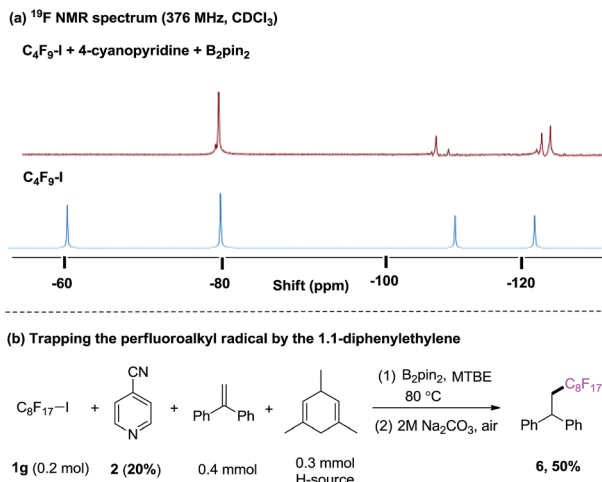 (a) ¹⁹F NMR spectrum (376 MHz, CDCl₃)
C₄F₉-I + 4-cyanopyridine + B₂pin₂
C₄F₉-I
-60 -80 Shift (ppm) -100 -120
(b) Trapping the perfluoroalkyl radical by the 1.1-diphenylethylene
CN
(1) B₂pin₂, MTBE
80 °C
C₈F₁₇
C₈F₁₇–I + + +
Ph Ph
N
(2) 2M Na₂CO₃, air
Ph Ph
1g (0.2 mol) 2 (20%) 0.4 mmol 0.3 mmol 6, 50%
H-source